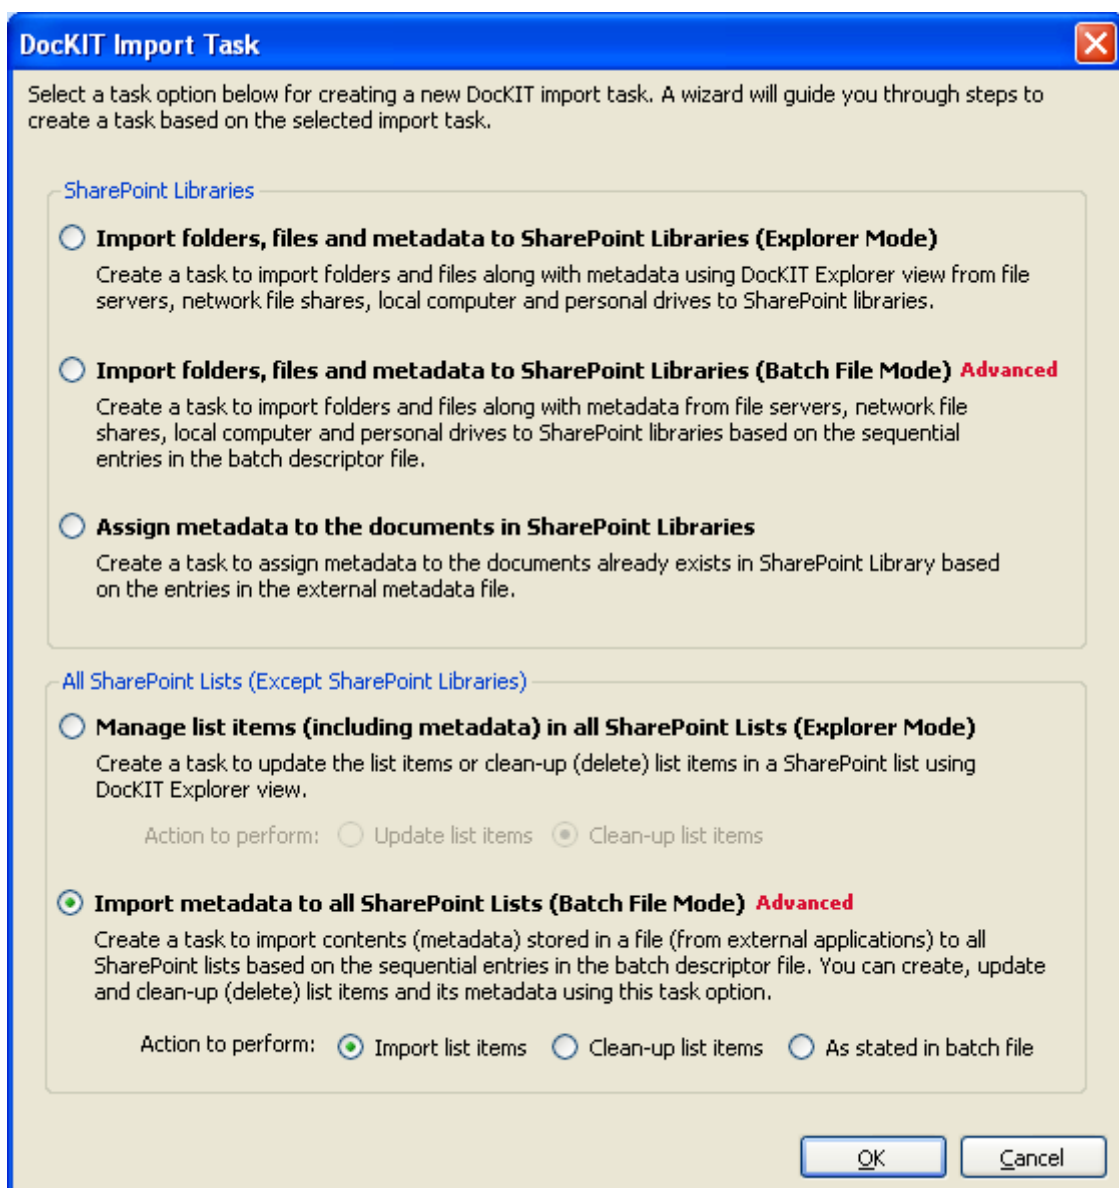 DocKIT Import Task
Select a task option below for creating a new DocKIT import task. A wizard will guide you through steps to
create a task based on the selected import task.
SharePoint Libraries
Import folders, files and metadata to SharePoint Libraries (Explorer Mode)
Create a task to import folders and files along with metadata using DocKIT Explorer view from file
servers, network file shares, local computer and personal drives to SharePoint libraries.
Import folders, files and metadata to SharePoint Libraries (Batch File Mode) Advanced
Create a task to import folders and files along with metadata from file servers, network file
shares, local computer and personal drives to SharePoint libraries based on the sequential
entries in the batch descriptor file.
Assign metadata to the documents in SharePoint Libraries
Create a task to assign metadata to the documents already exists in SharePoint Library based
on the entries in the external metadata file.
All SharePoint Lists (Except SharePoint Libraries)
Manage list items (including metadata) in all SharePoint Lists (Explorer Mode)
Create a task to update the list items or clean-up (delete) list items in a SharePoint list using
DocKIT Explorer view.
Action to perform: Update list items Clean-up list items
Import metadata to all SharePoint Lists (Batch File Mode) Advanced
Create a task to import contents (metadata) stored in a file (from external applications) to all
SharePoint lists based on the sequential entries in the batch descriptor file. You can create, update
and clean-up (delete) list items and its metadata using this task option.
Action to perform: Import list items Clean-up list items As stated in batch file
OK Cancel